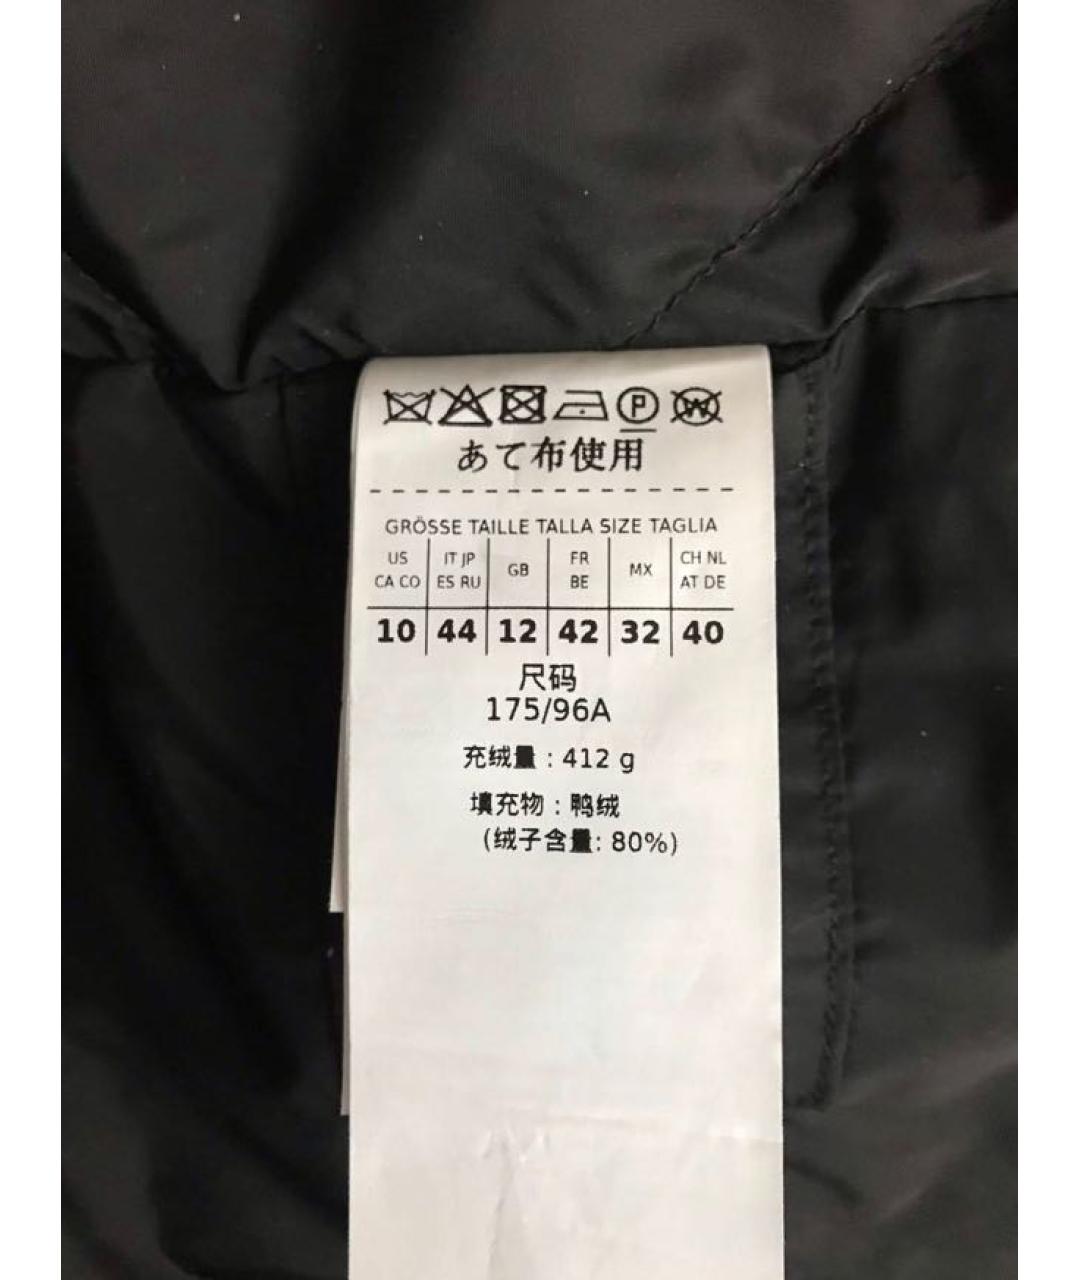 P W
あて布使用
GRÖSSE TAILLE TALLA SIZE TAGLIA
US CA CO | IT JP ES RU | GB | FR BE | MX | CH NL AT DE
10 | 44 | 12 | 42 | 32 | 40
尺码
175/96A
充绒量 : 412 g
填充物 : 鸭绒
(绒子含量: 80%)